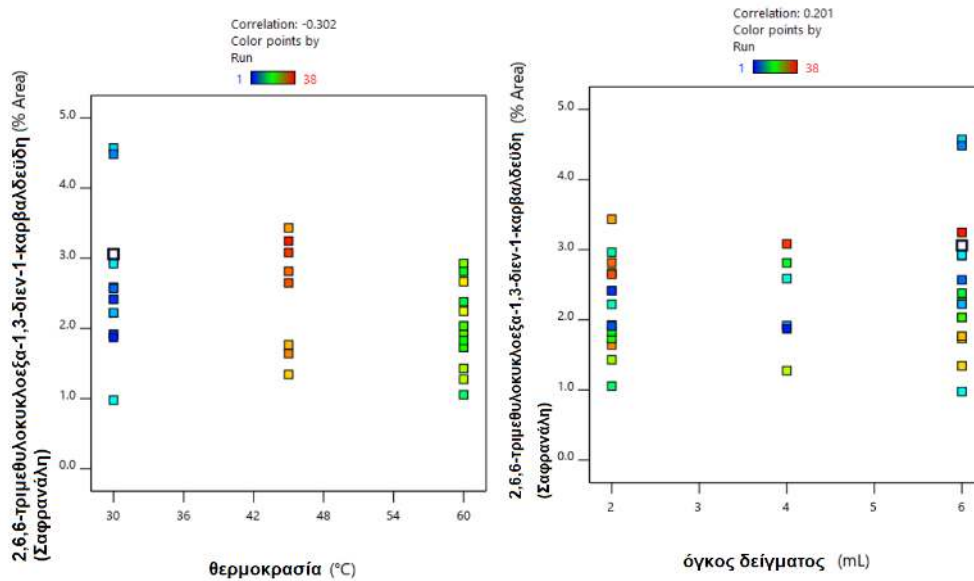 Correlation: -0.302
Color points by
Run
1 38
2,6,6-τριμεθυλοκυκλοεξα-1,3-διεν-1-καρβαλδεϋδη (% Area)
(Σαφρανάλη)
5.0
4.0
3.0
2.0
1.0
0.0
30 36 42 48 54 60
θερμοκρασία (°C)
Correlation: 0.201
Color points by
Run
1 38
2,6,6-τριμεθυλοκυκλοεξα-1,3-διεν-1-καρβαλδεϋδη (% Area)
(Σαφρανάλη)
5.0
4.0
3.0
2.0
1.0
0.0
2 3 4 5 6
όγκος δείγματος (mL)